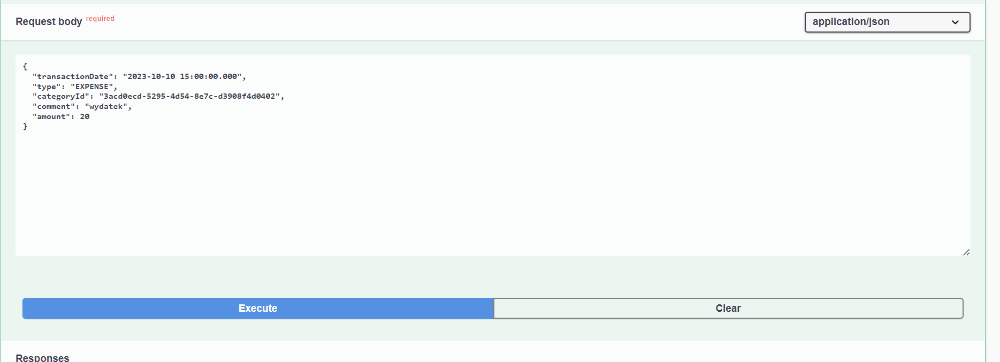 Request body required
application/json
{
  "transactionDate": "2023-10-10 15:00:00.000",
  "type": "EXPENSE",
  "categoryId": "3acd0ecd-5295-4d54-8e7c-d3908f4d0402",
  "comment": "wydatek",
  "amount": 20
}
Execute
Clear
Responses